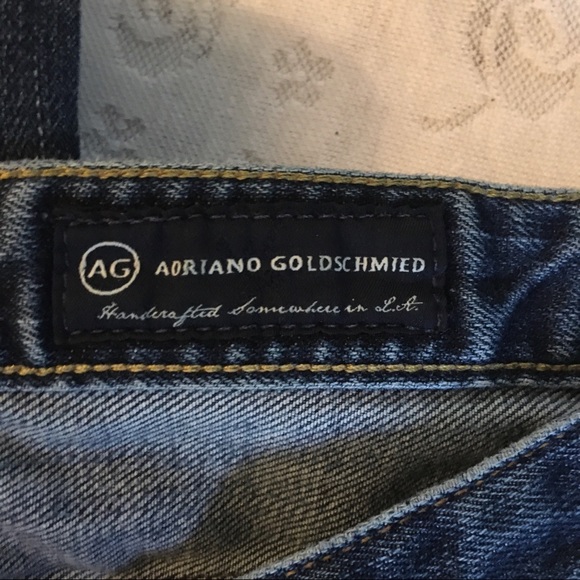 AG ADRIANO GOLDSCHMIED
Handcrafted Somewhere in L.A.